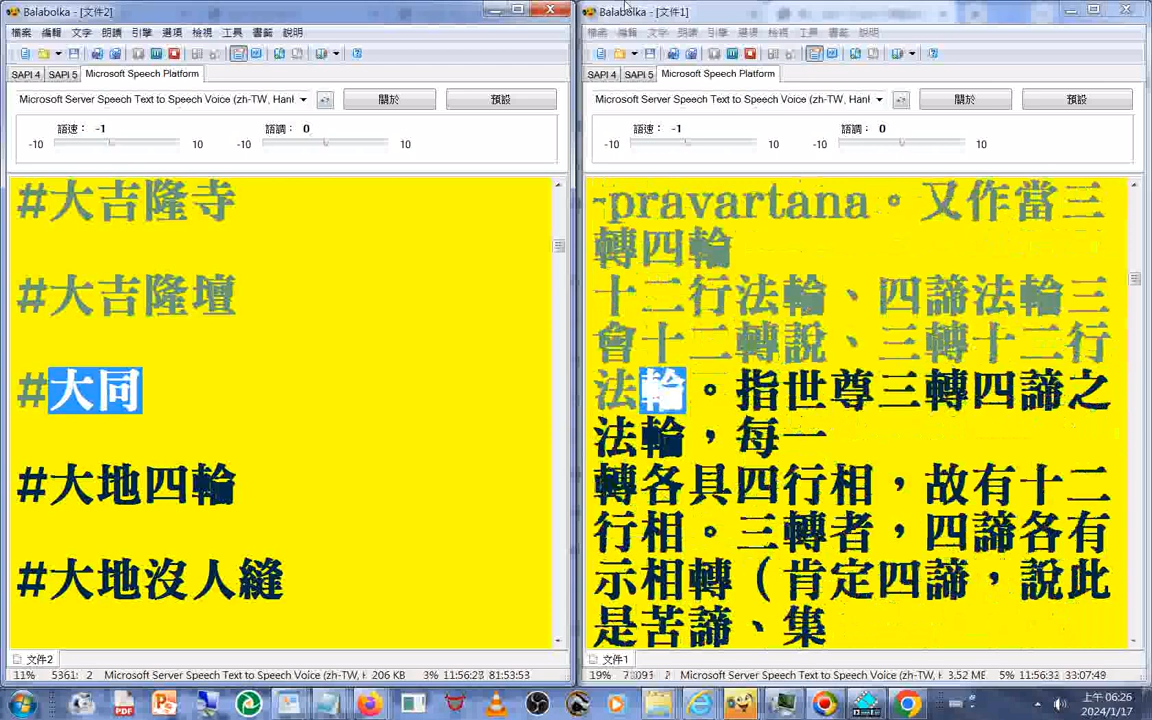 Balabolka - [文件2]
檔案 編輯 文字 朗讀 引擎 選項 檢視 工具 書籤 說明
SAPI 4 SAPI 5 Microsoft Speech Platform
Microsoft Server Speech Text to Speech Voice (zh-TW, HanH
關於 預設
語速： -1 語調： 0
-10 10 -10 10
#大吉隆寺
#大吉隆壇
#大同
#大地四輪
#大地沒人縫
文件2
11% 5361: 2 Microsoft Server Speech Text to Speech Voice (zh-TW, 206 KB 3% 11:56:28 81:53:53
Balabolka - [文件1]
檔案 編輯 文字 朗讀 引擎 選項 檢視 工具 書籤 說明
SAPI 4 SAPI 5 Microsoft Speech Platform
Microsoft Server Speech Text to Speech Voice (zh-TW, HanH
關於 預設
語速： -1 語調： 0
-10 10 -10 10
-pravartana。又作當三
轉四輪
十二行法輪、四諦法輪三
會十二轉說、三轉十二行
法輪。指世尊三轉四諦之
法輪，每一
轉各具四行相，故有十二
行相。三轉者，四諦各有
示相轉（肯定四諦，說此
是苦諦、集
文件1
19% 2 Microsoft Server Speech Text to Speech Voice (zh-TW, 3.52 ME 5% 11:56:33 33:07:49
上午 06:26
2024/1/17